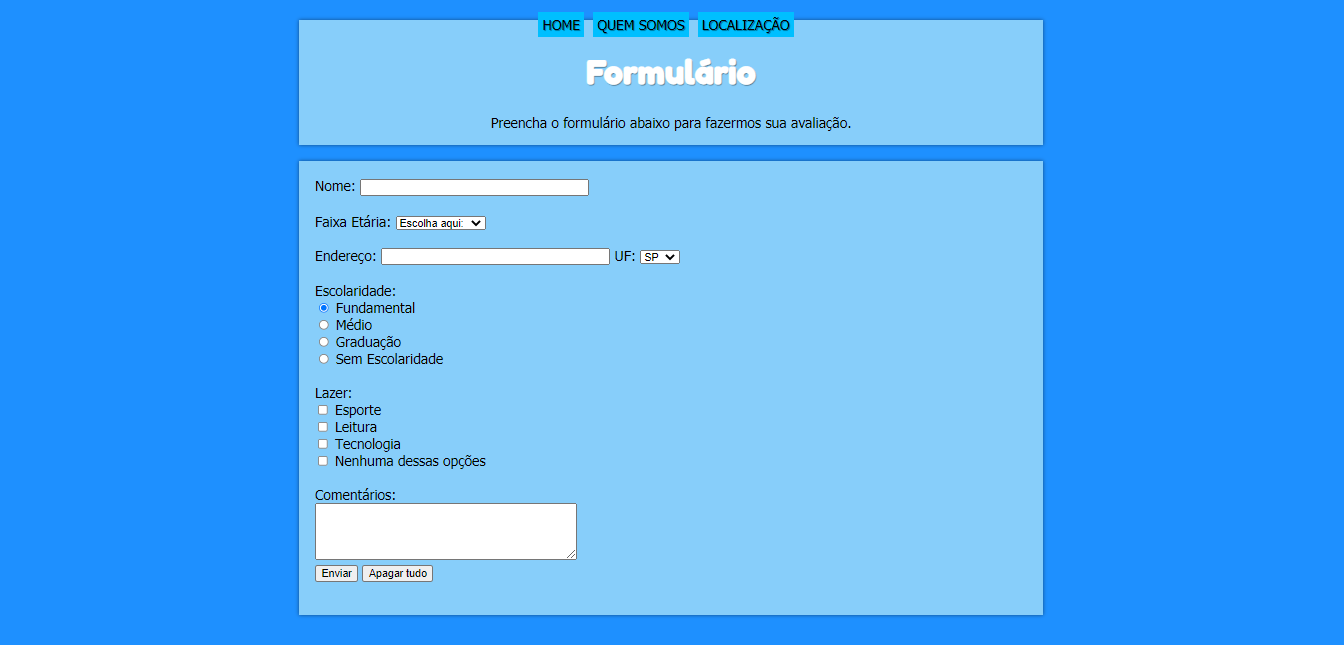 HOME QUEM SOMOS LOCALIZAÇÃO
Formulário
Preencha o formulário abaixo para fazermos sua avaliação.
Nome:
Faixa Etária: Escolha aqui:
Endereço: UF: SP
Escolaridade:
Fundamental
Médio
Graduação
Sem Escolaridade
Lazer:
Esporte
Leitura
Tecnologia
Nenhuma dessas opções
Comentários:
Enviar Apagar tudo